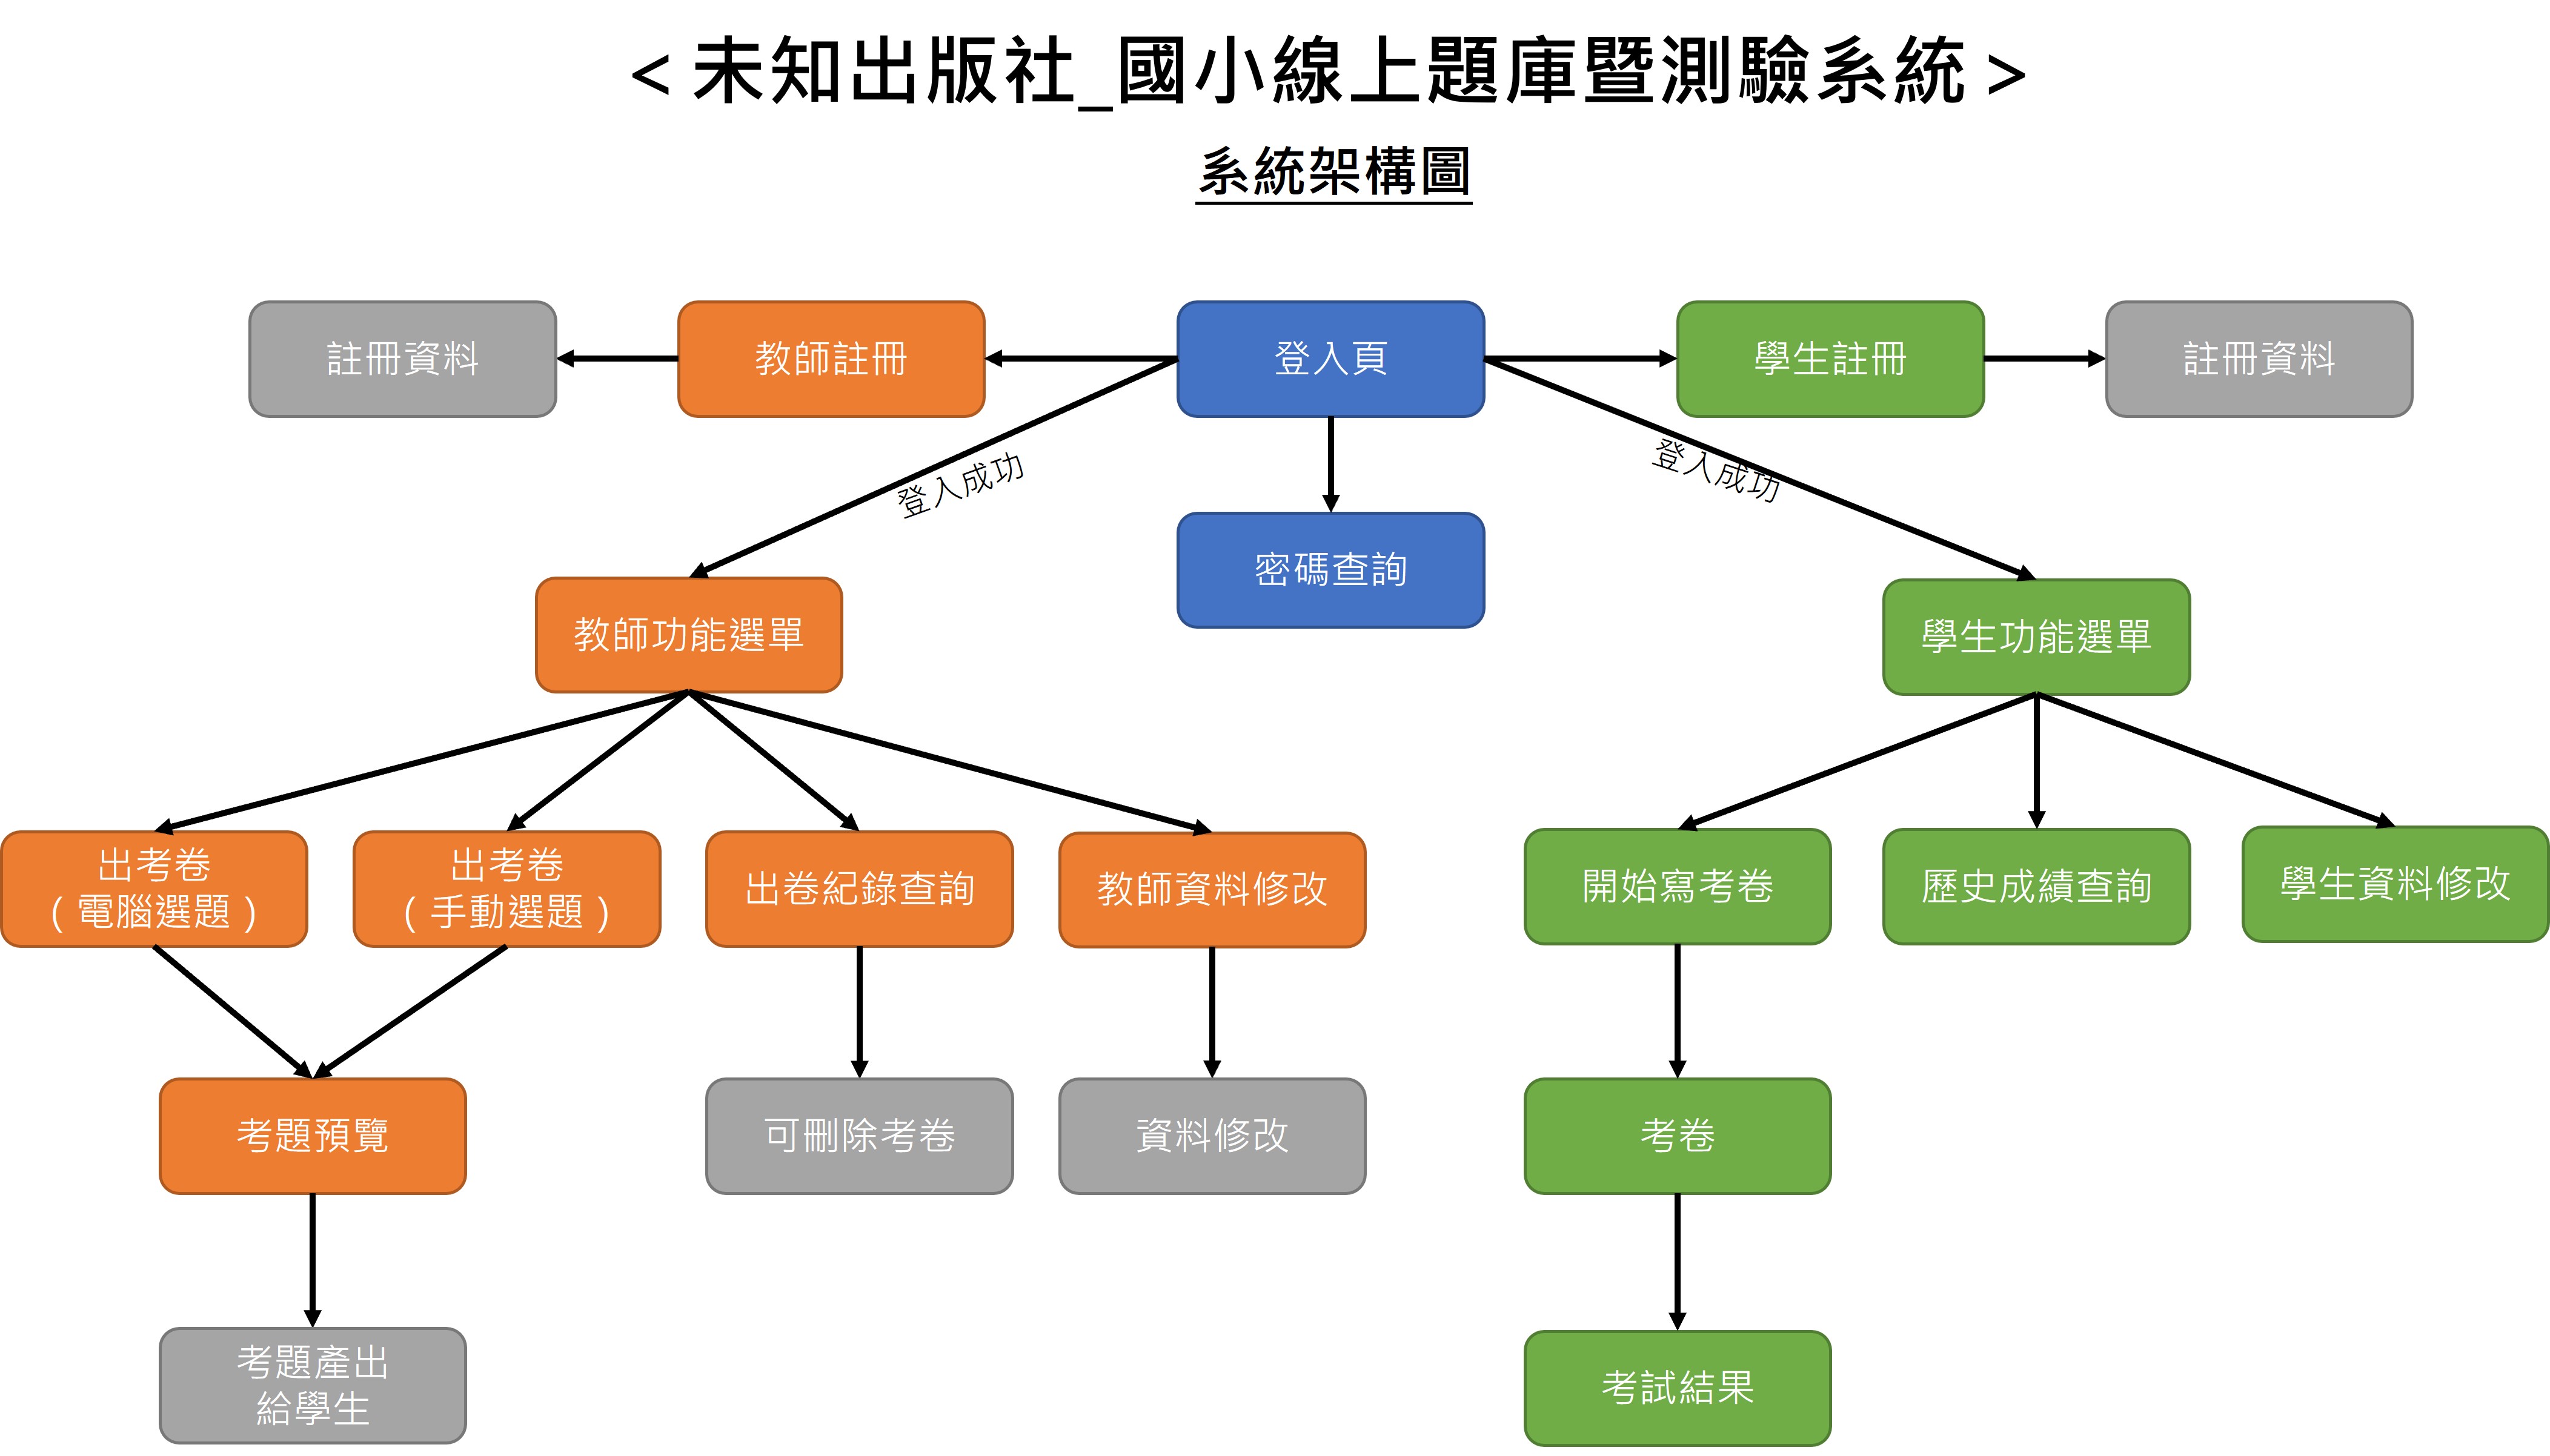 < 未知出版社_國小線上題庫暨測驗系統 >
系統架構圖
註冊資料
教師註冊
登入頁
學生註冊
註冊資料
登入成功
登入成功
密碼查詢
教師功能選單
學生功能選單
出考卷
( 電腦選題 )
出考卷
( 手動選題 )
出卷紀錄查詢
教師資料修改
開始寫考卷
歷史成績查詢
學生資料修改
考題預覽
可刪除考卷
資料修改
考卷
考題產出
給學生
考試結果